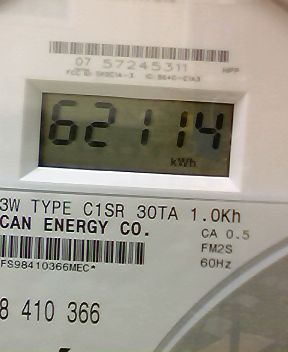 07 57245311
62114
kWh
3W TYPE C1SR 30TA 1.0Kh
CAN ENERGY CO.
CA 0.5
FM2S
FS98410366MEC*
60Hz
8 410 366